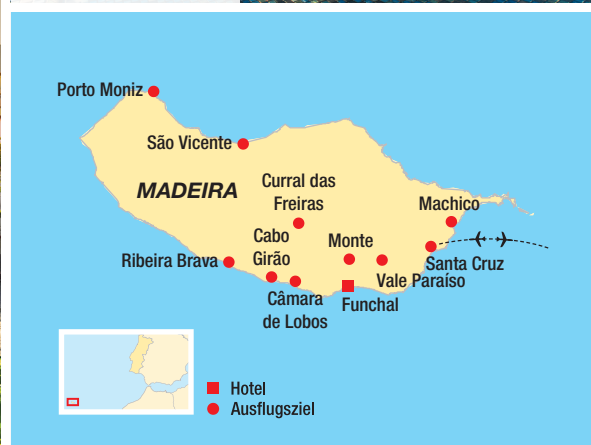 Porto Moniz
São Vicente
MADEIRA
Curral das
Freiras
Machico
Cabo
Girão
Monte
Ribeira Brava
Santa Cruz
Vale Paraíso
Câmara
de Lobos
Funchal
Hotel
Ausflugsziel